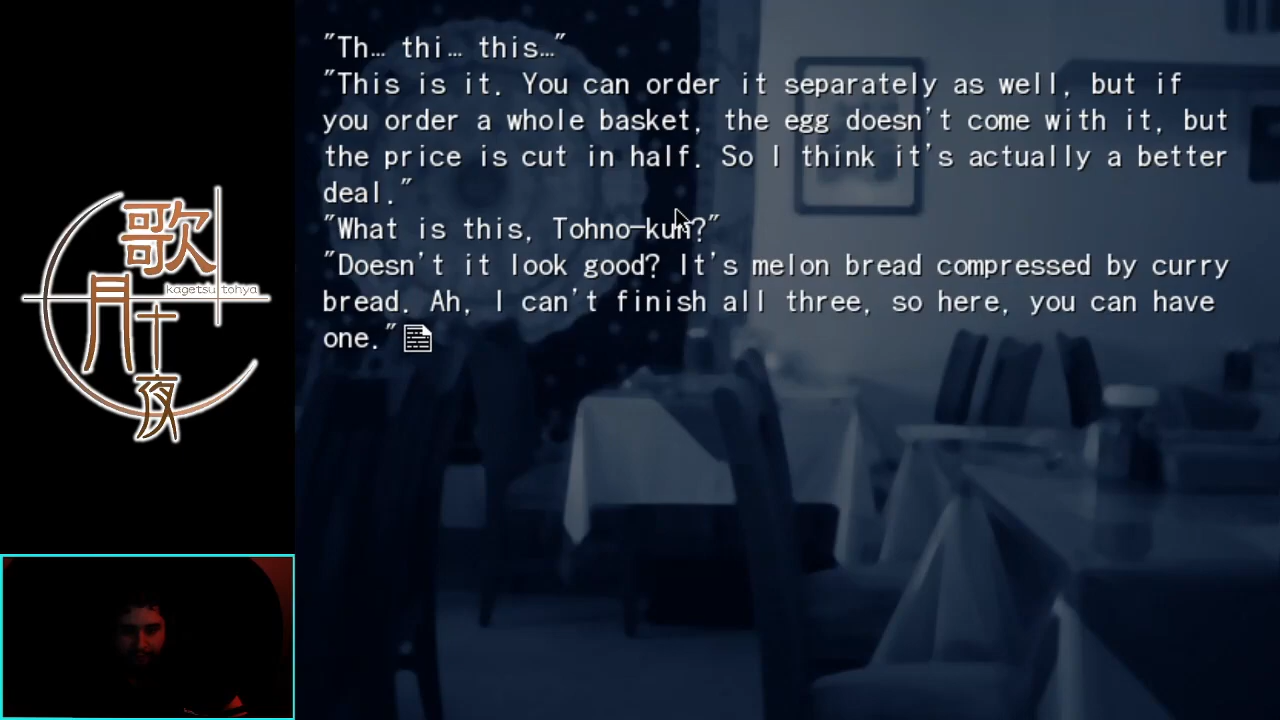 "Th… thi… this…"
"This is it. You can order it separately as well, but if
you order a whole basket, the egg doesn't come with it, but
the price is cut in half. So I think it's actually a better
deal."
"What is this, Tohno-kun?"
"Doesn't it look good? It's melon bread compressed by curry
bread. Ah, I can't finish all three, so here, you can have
one."
歌月十夜
kagetsu tohya